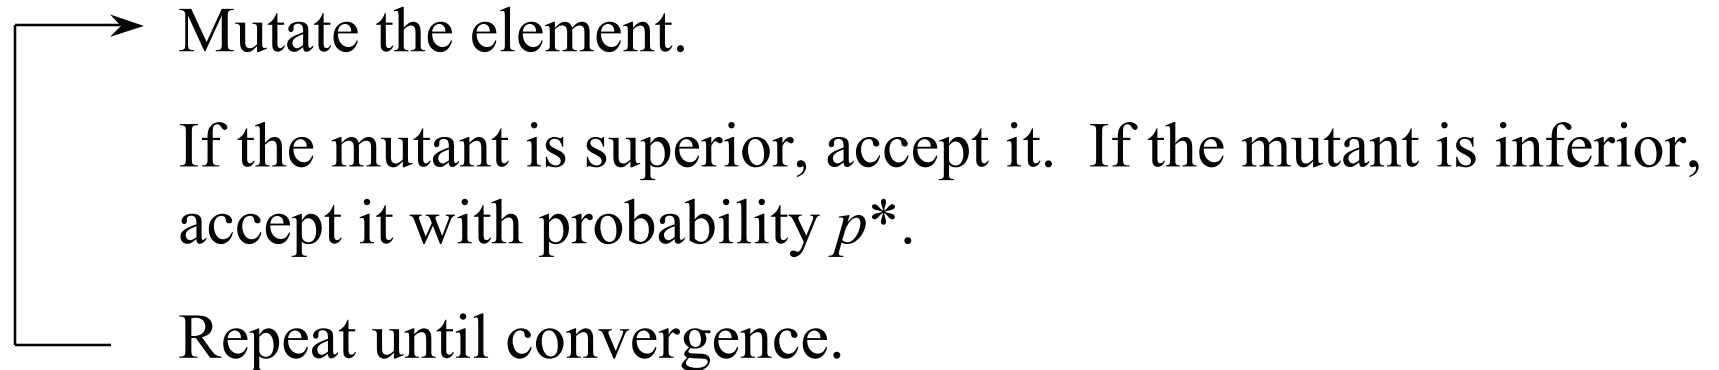 Mutate the element.
If the mutant is superior, accept it.  If the mutant is inferior,
accept it with probability p*.
Repeat until convergence.